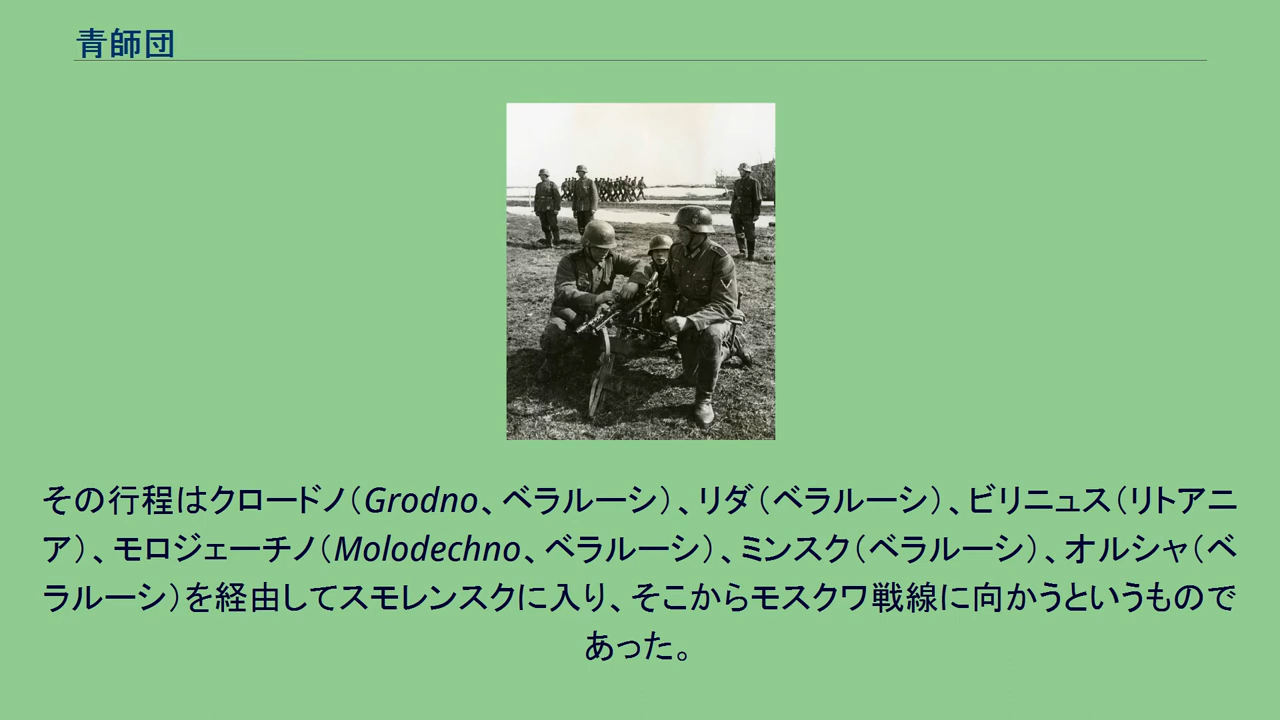 青師団
その行程はクロードノ（Grodno、ベラルーシ）、リダ（ベラルーシ）、ビリニュス（リトアニ
ア）、モロジェーチノ（Molodechno、ベラルーシ）、ミンスク（ベラルーシ）、オルシャ（ベ
ラルーシ）を経由してスモレンスクに入り、そこからモスクワ戦線に向かうというもので
あった。